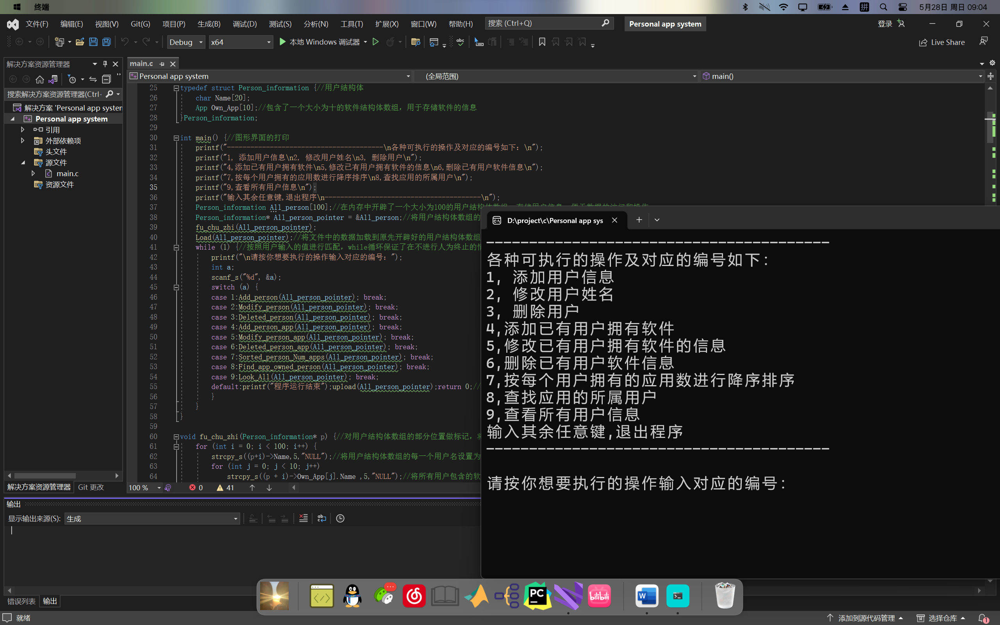 终端
拼
5月28日 周日 09:04
文件(F) 编辑(E) 视图(V) Git(G) 项目(P) 生成(B) 调试(D) 测试(S) 分析(N) 工具(T) 扩展(X) 窗口(W) 帮助(H) 搜索 (Ctrl+Q) Personal app system 登录
Debug x64 本地 Windows 调试器 Live Share
解决方案资源管理器
搜索解决方案资源管理器(Ctrl-
解决方案 'Personal app system
Personal app system
引用
外部依赖项
头文件
源文件
main.c
资源文件
解决方案资源管理器 Git 更改
main.c
Personal app system (全局范围) main()
25 typedef struct Person_information {//用户结构体
26 char Name[20];
27 App Own_App[10];//包含了一个大小为十的软件结构体数组，用于存储软件的信息
28 }Person_information;
29
30 int main() {//图形界面的打印
31 printf("----------------------------------------\n各种可执行的操作及对应的编号如下：\n");
32 printf("1, 添加用户信息\n2, 修改用户姓名\n3, 删除用户\n");
33 printf("4,添加已有用户拥有软件\n5,修改已有用户拥有软件的信息\n6,删除已有用户软件信息\n");
34 printf("7,按每个用户拥有的应用数进行降序排序\n8,查找应用的所属用户\n");
35 printf("9,查看所有用户信息\n");
36 printf("输入其余任意键,退出程序\n----------------------------------------\n");
37 Person_information All_person[100];//在内存中开辟了一个大小为100的用户结构体数组，存储用户信息，便于数据的访问和操作
38 Person_information* All_person_pointer = &All_person;//将用户结构体数组的
39 fu_chu_zhi(All_person_pointer);
40 Load(All_person_pointer);//将文件中的数据加载到原先开辟好的用户结构体数组
41 while (1) {//按照用户输入的值进行匹配，while循环保证了在不进行人为终止的情
42 printf("\n请按你想要执行的操作输入对应的编号：");
43 int a;
44 scanf_s("%d", &a);
45 switch (a) {
46 case 1:Add_person(All_person_pointer); break;
47 case 2:Modify_person(All_person_pointer); break;
48 case 3:Deleted_person(All_person_pointer); break;
49 case 4:Add_person_app(All_person_pointer); break;
50 case 5:Modify_person_app(All_person_pointer); break;
51 case 6:Deleted_person_app(All_person_pointer); break;
52 case 7:Sorted_person_Num_apps(All_person_pointer); break;
53 case 8:Find_app_owned_person(All_person_pointer); break;
54 case 9:Look_All(All_person_pointer); break;
55 default:printf("程序运行结束");upload(All_person_pointer);return 0;//
56 }
57 }
58 }
59
60 void fu_chu_zhi(Person_information* p) {//对用户结构体数组的部分位置做标记，将
61 for (int i = 0; i < 100; i++) {
62 strcpy_s((p+i)->Name,5,"NULL");//将用户结构体数组的每一个用户名设置为
63 for (int j = 0; j < 10; j++)
64 strcpy_s((p + i)->Own_App[j].Name ,5,"NULL");//将所有用户包含的软
100 % 0 41
D:\project\c\Personal app sys
----------------------------------------
各种可执行的操作及对应的编号如下：
1, 添加用户信息
2, 修改用户姓名
3, 删除用户
4,添加已有用户拥有软件
5,修改已有用户拥有软件的信息
6,删除已有用户软件信息
7,按每个用户拥有的应用数进行降序排序
8,查找应用的所属用户
9,查看所有用户信息
输入其余任意键,退出程序
----------------------------------------
请按你想要执行的操作输入对应的编号：
输出
显示输出来源(S): 生成
错误列表 输出
PC
bilibili
W
就绪
添加到源代码管理 选择仓库 1